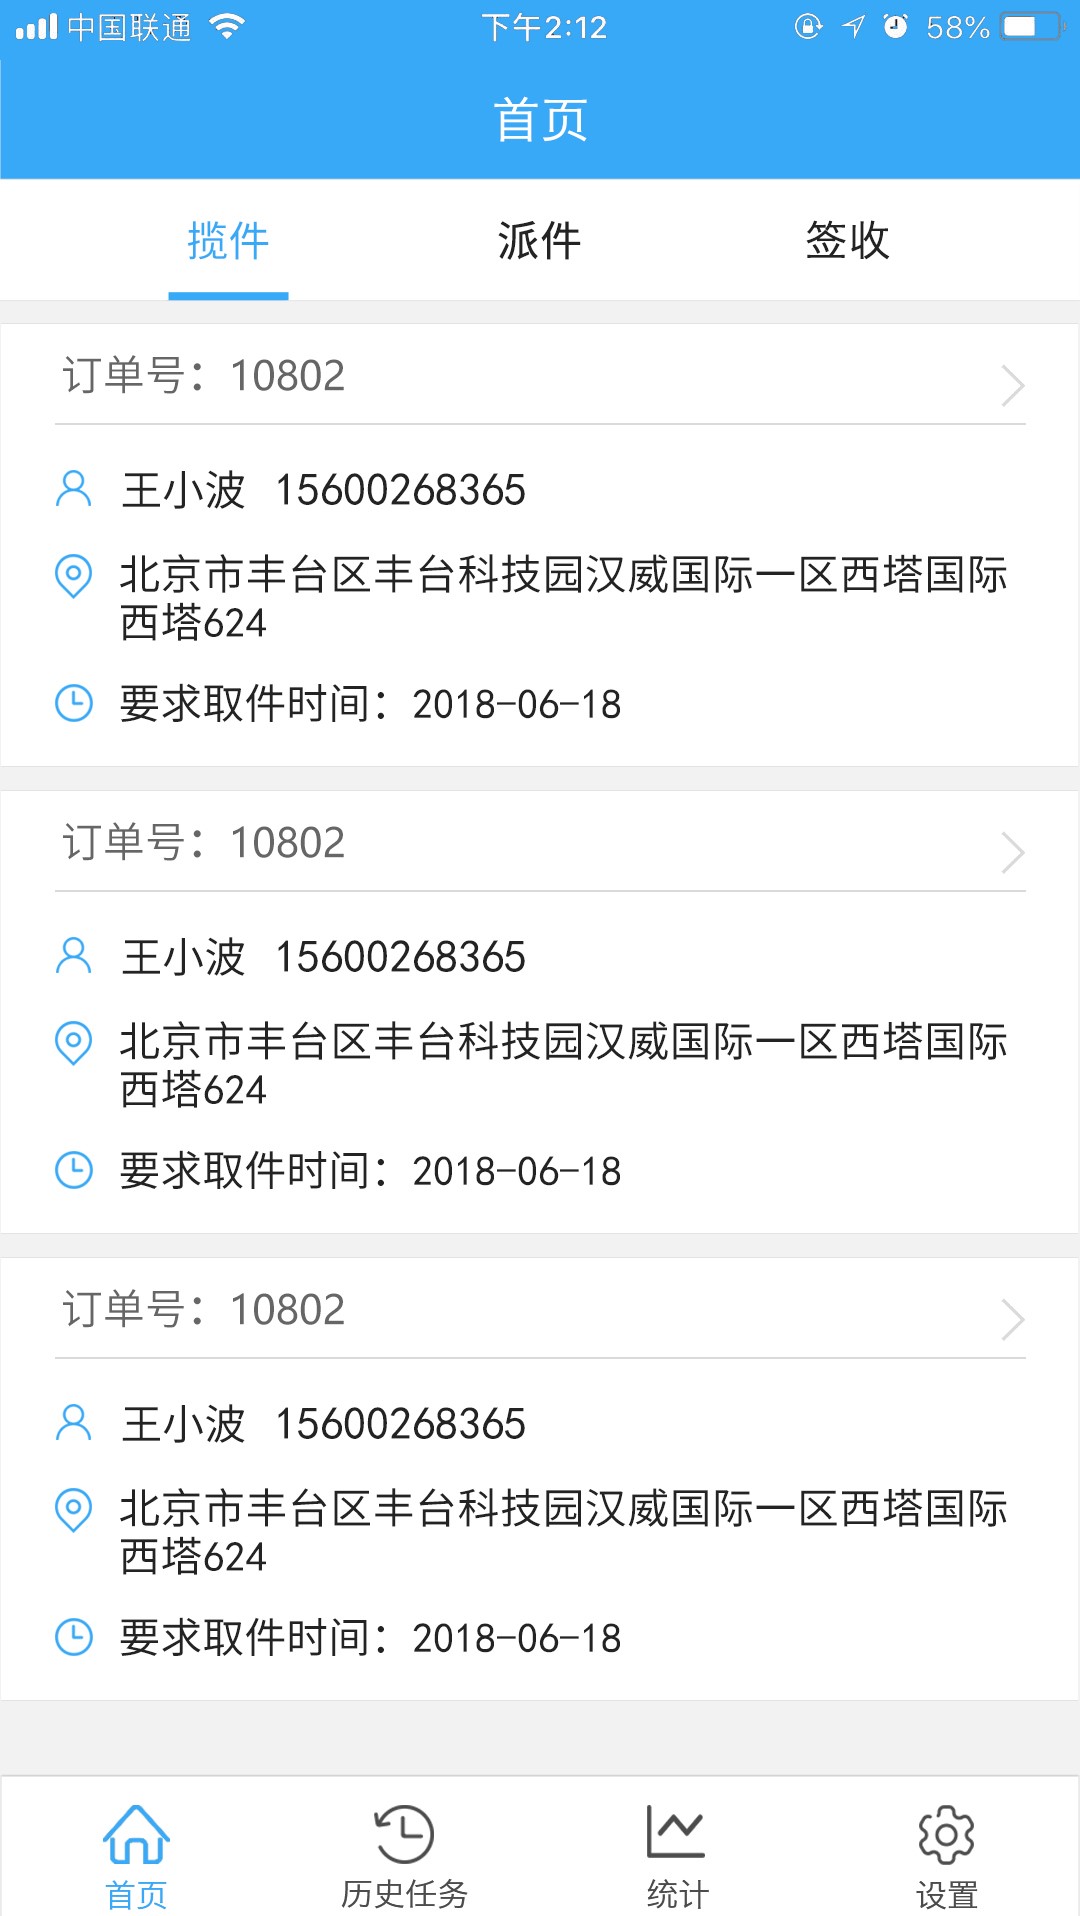 中国联通 下午2:12 58%
首页
揽件 派件 签收
订单号：10802
王小波 15600268365
北京市丰台区丰台科技园汉威国际一区西塔国际
西塔624
要求取件时间：2018-06-18
订单号：10802
王小波 15600268365
北京市丰台区丰台科技园汉威国际一区西塔国际
西塔624
要求取件时间：2018-06-18
订单号：10802
王小波 15600268365
北京市丰台区丰台科技园汉威国际一区西塔国际
西塔624
要求取件时间：2018-06-18
首页 历史任务 统计 设置